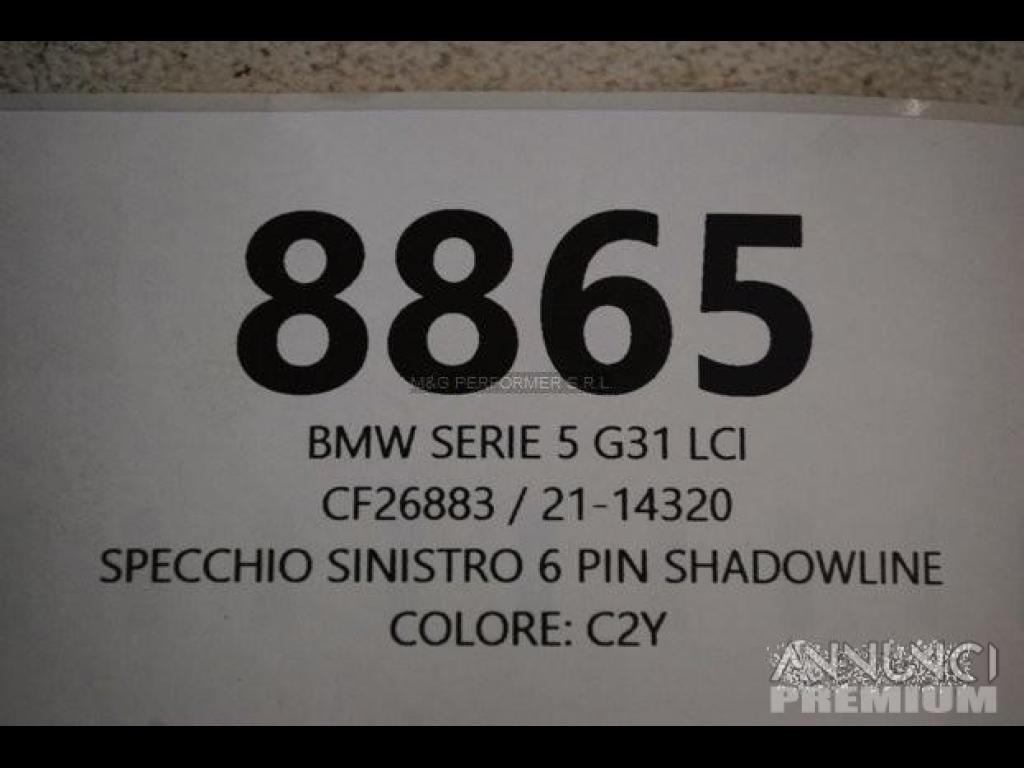 8865
M&G PERFORMER S.R.L.
BMW SERIE 5 G31 LCI
CF26883 / 21-14320
SPECCHIO SINISTRO 6 PIN SHADOWLINE
COLORE: C2Y
ANNUNCI
PREMIUM